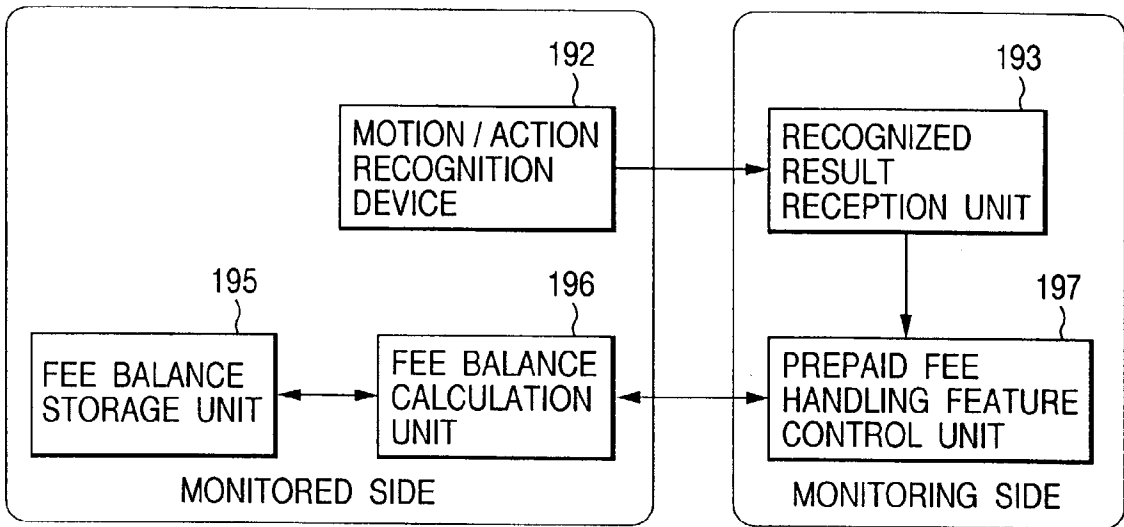 192
MOTION / ACTION
RECOGNITION
DEVICE
193
RECOGNIZED
RESULT
RECEPTION UNIT
195
FEE BALANCE
STORAGE UNIT
196
FEE BALANCE
CALCULATION
UNIT
197
PREPAID FEE
HANDLING FEATURE
CONTROL UNIT
MONITORED SIDE
MONITORING SIDE